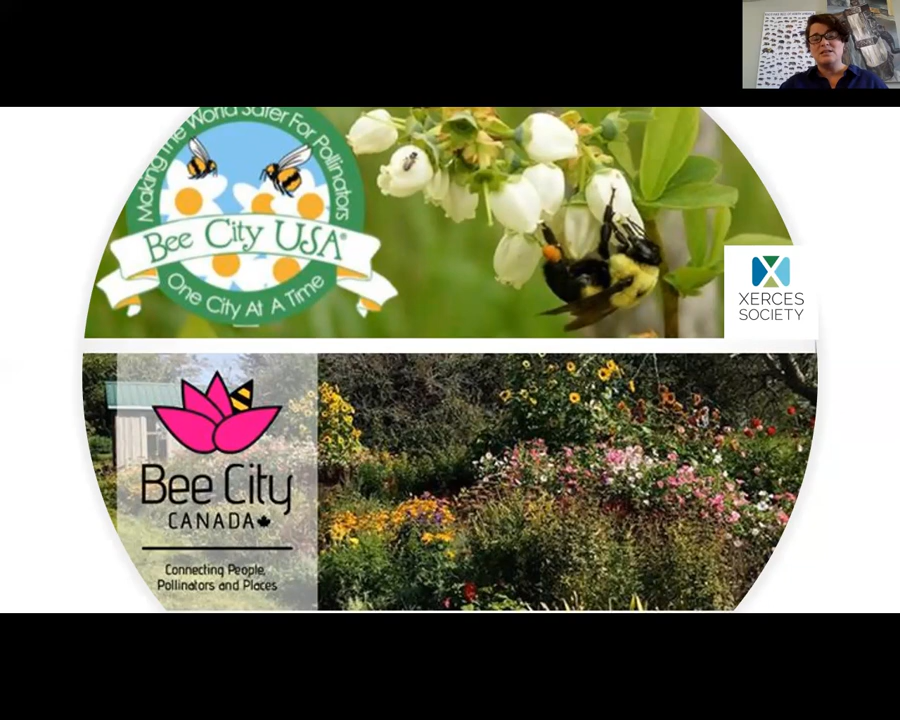 Making The World Safer For Pollinators
Bee City USA®
One City At A Time
XERCES
SOCIETY
Bee City
CANADA
Connecting People,
Pollinators and Places